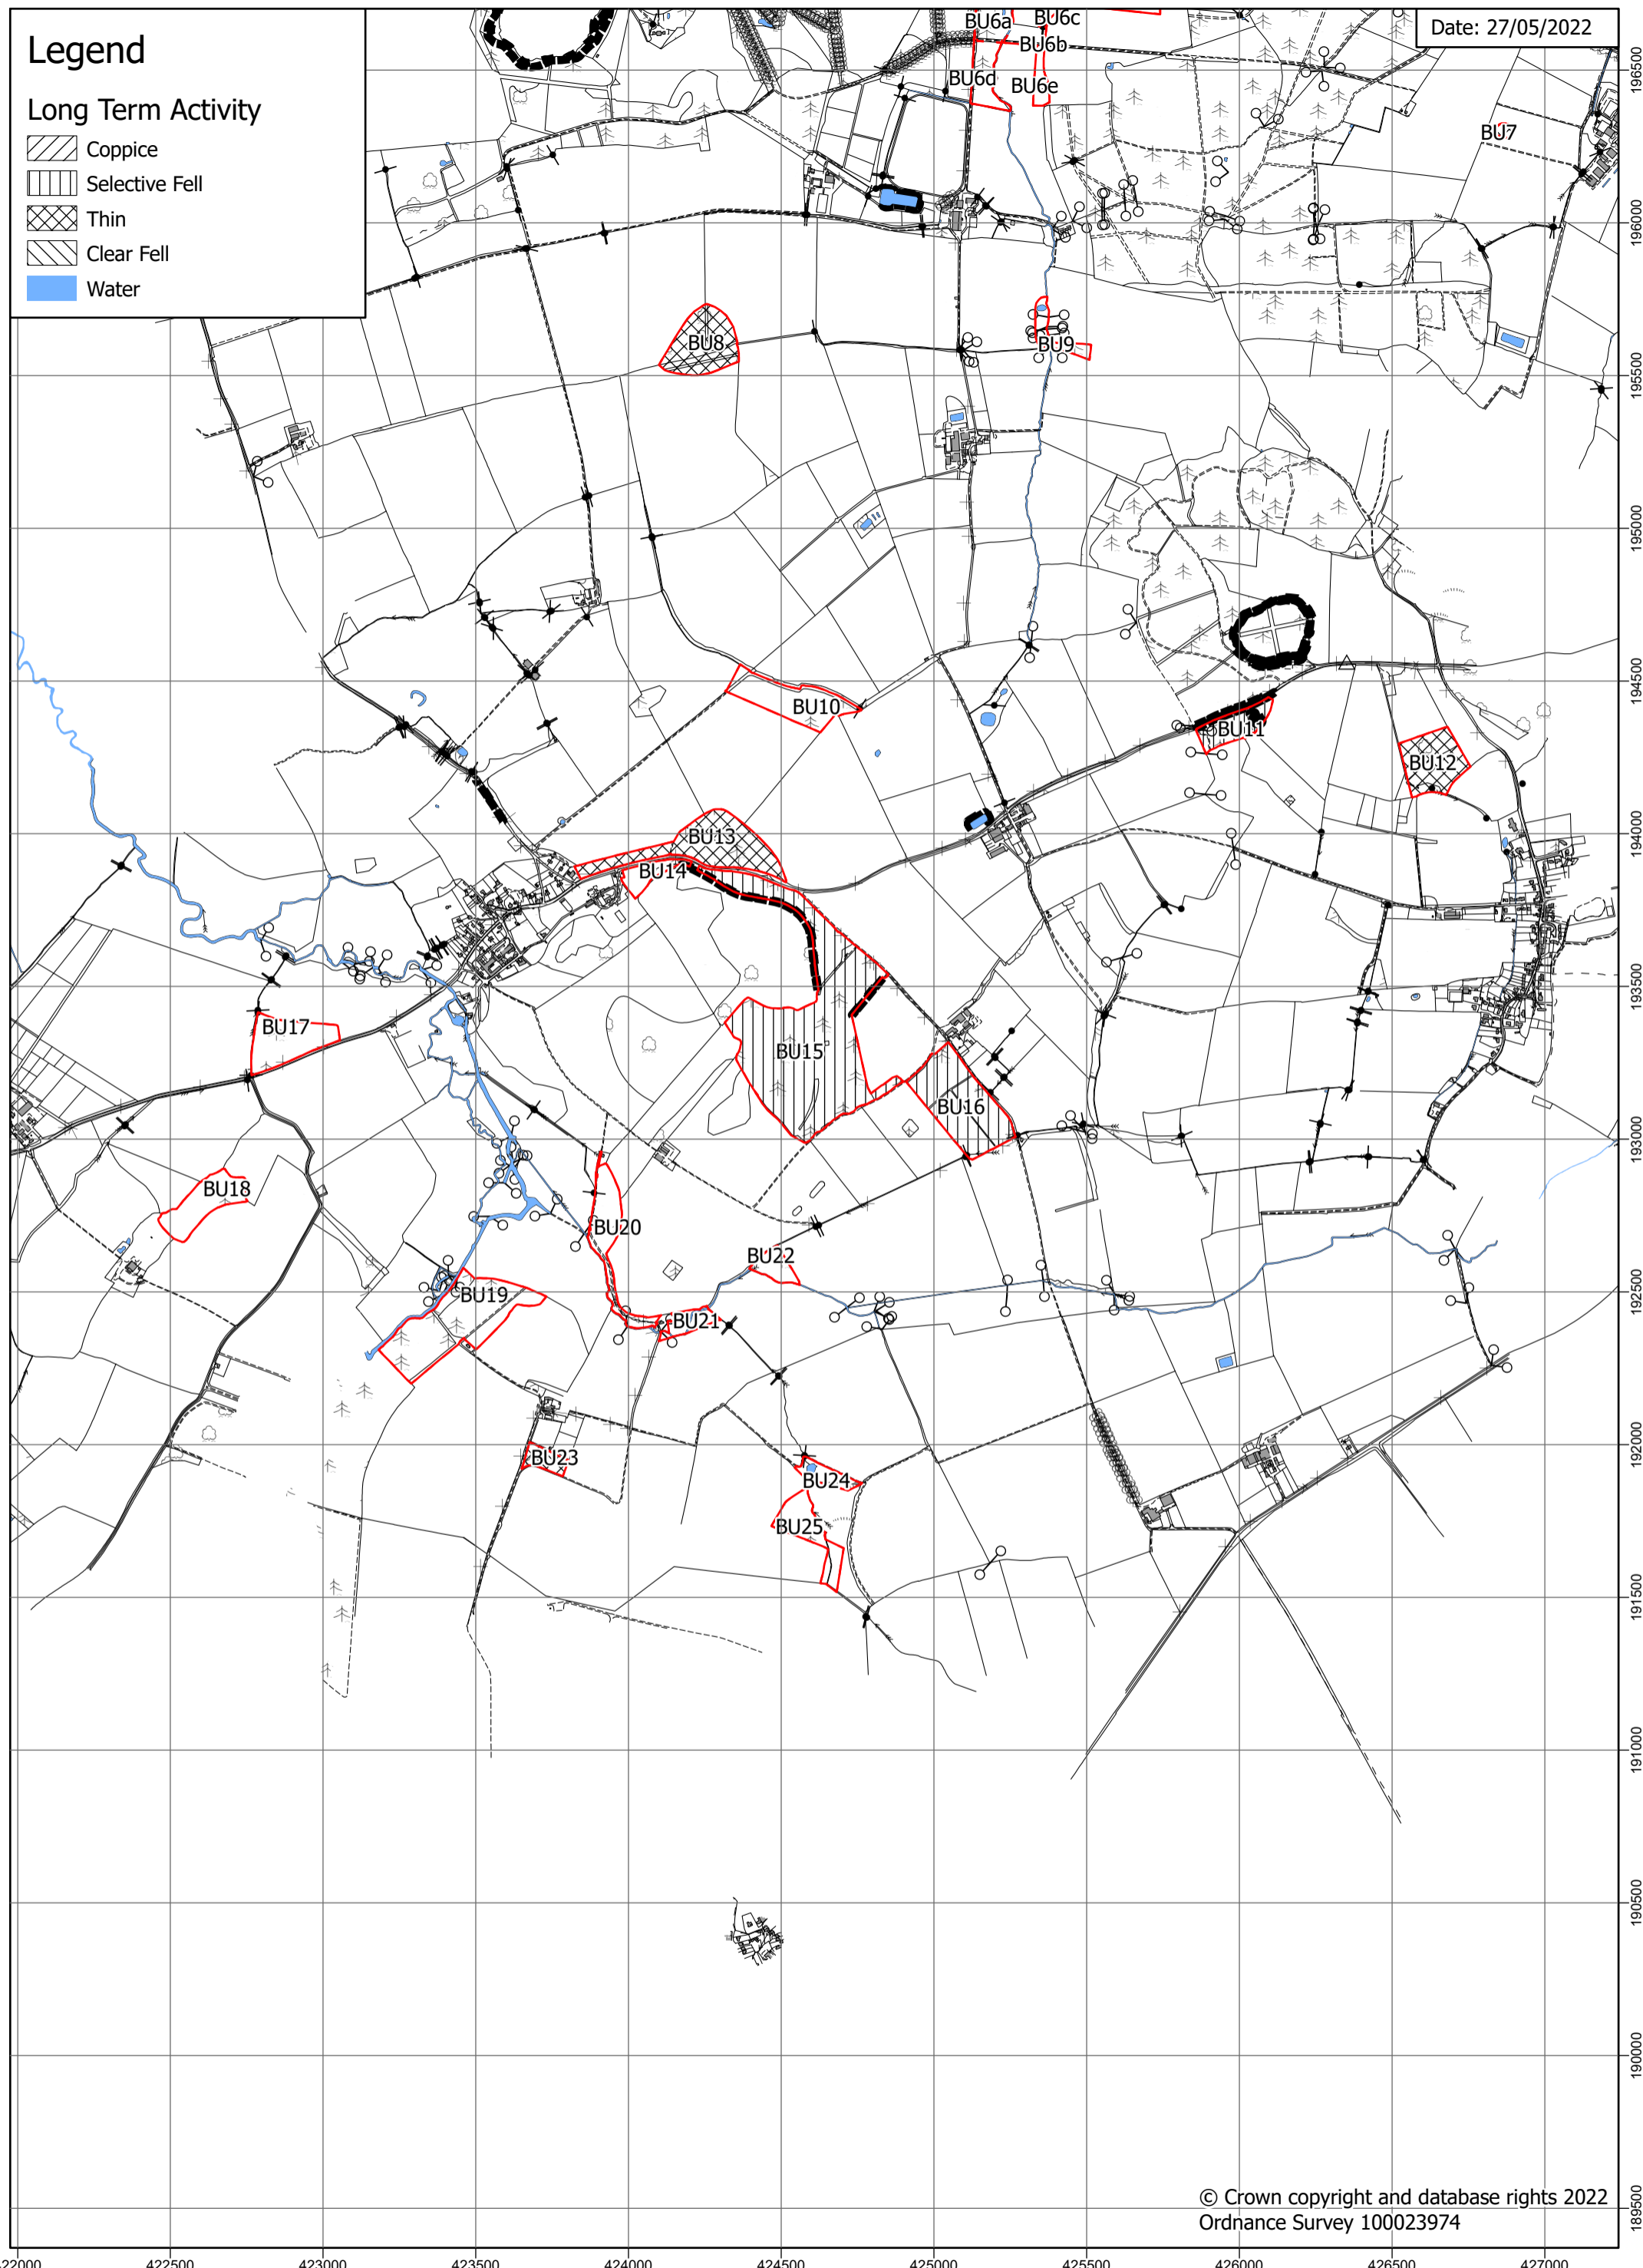 Legend
Long Term Activity
Coppice
Selective Fell
Thin
Clear Fell
Water
Date: 27/05/2022
BU6a
BU6c
BU6b
BU6d
BU6e
BU7
BU8
BU9
BU10
BU11
BU12
BU13
BU14
BU15
BU16
BU17
BU18
BU19
BU20
BU21
BU22
BU23
BU24
BU25
196500
196000
195500
195000
194500
194000
193500
193000
192500
192000
191500
191000
190500
190000
189500
© Crown copyright and database rights 2022
Ordnance Survey 100023974
422000
422500
423000
423500
424000
424500
425000
425500
426000
426500
427000